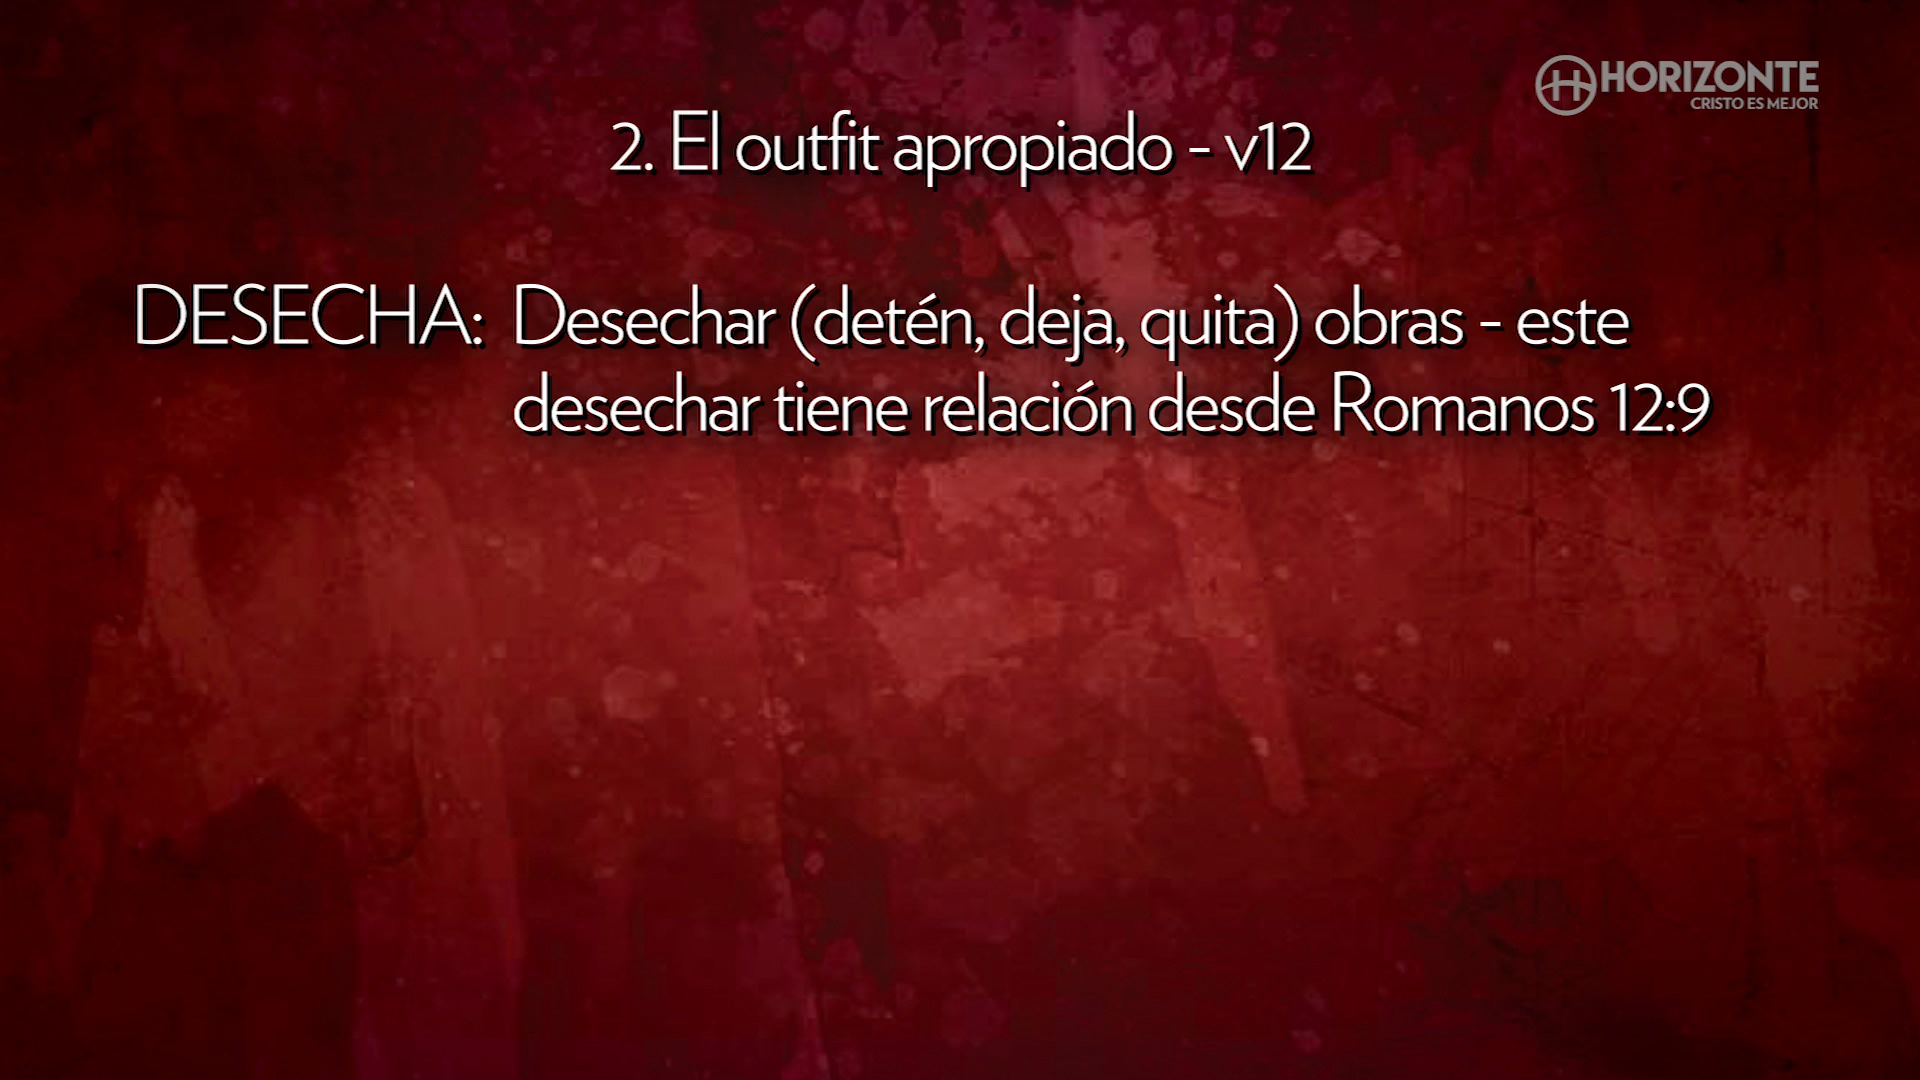 HORIZONTE
CRISTO ES MEJOR
2. El outfit apropiado - v12
DESECHA: Desechar (detén, deja, quita) obras - este
desechar tiene relación desde Romanos 12:9